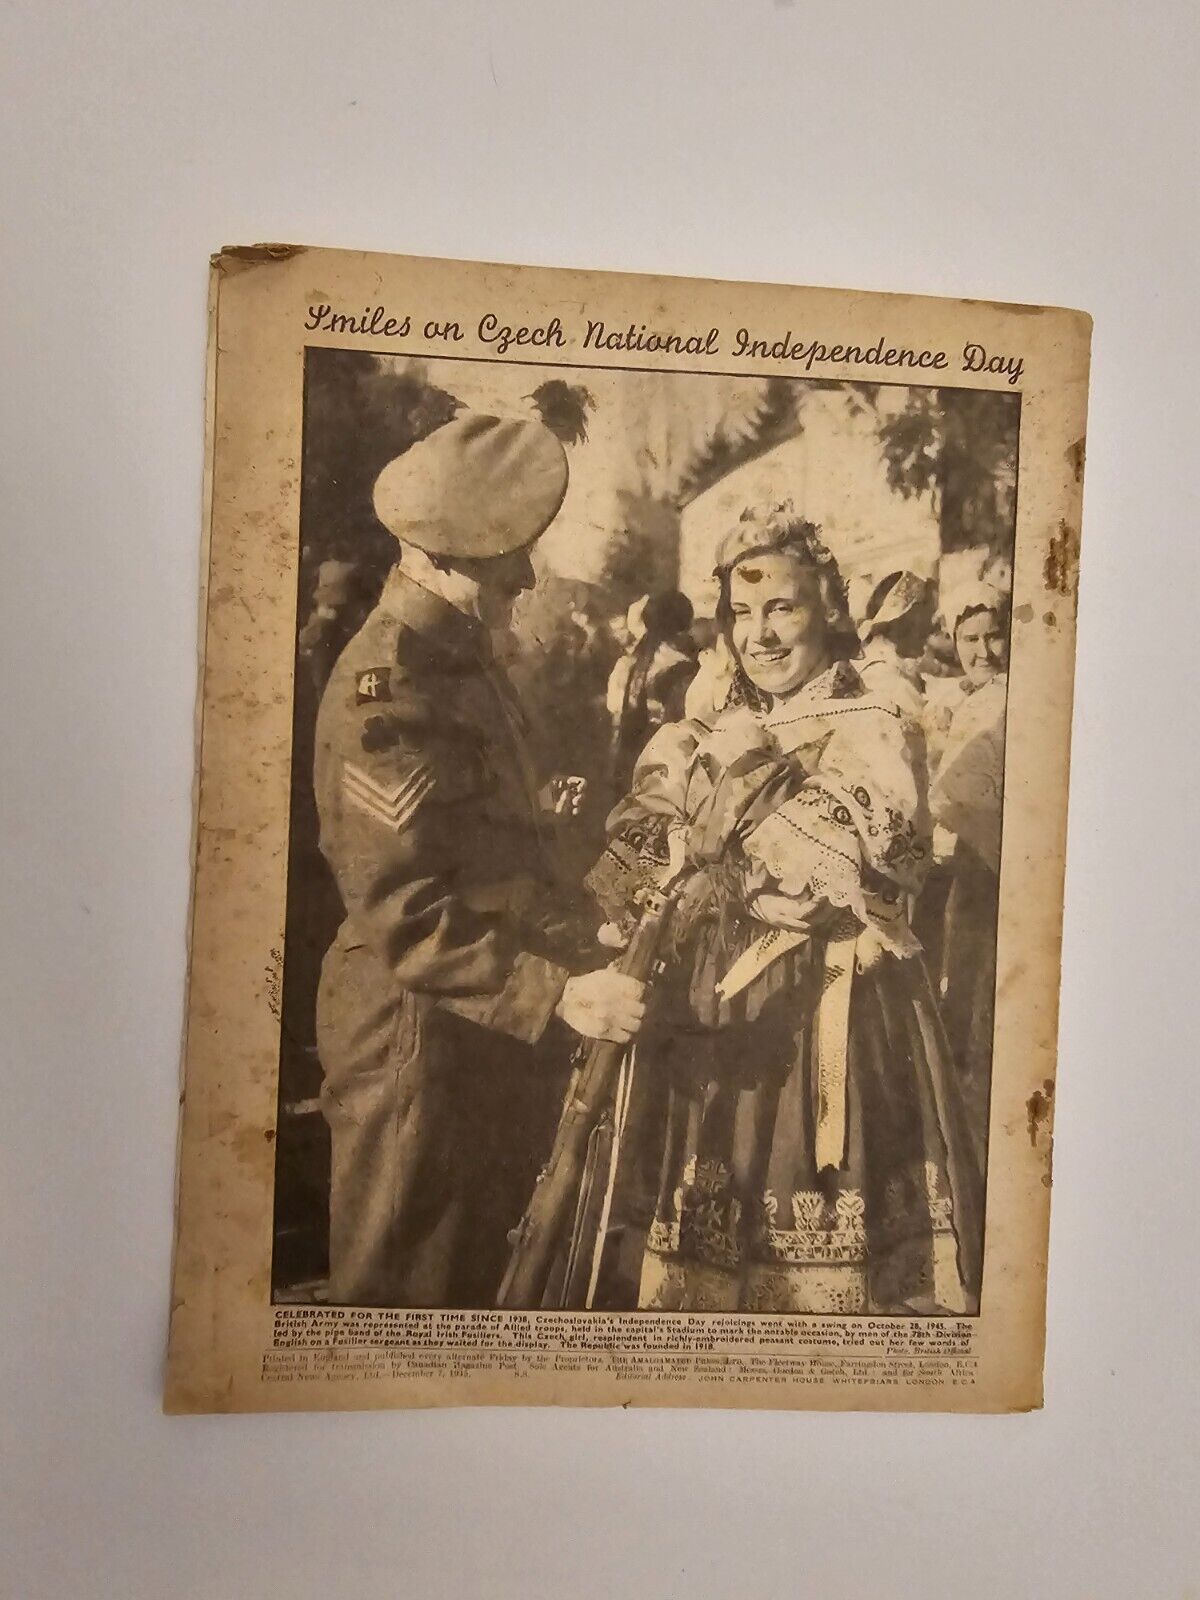 Smiles on Czech National Independence Day
CELEBRATED FOR THE FIRST TIME SINCE 1938, Czechoslovakia's Independence Day rejoicings went with a swing on October 28, 1945. The
British Army was represented at the parade of Allied troops, held in the capital's Stadium to mark the notable occasion, by men of the 78th Division
led by the pipe band of the Royal Irish Fusiliers. This Czech girl, resplendent in richly-embroidered peasant costume, tried out her few words of
English on a Fusilier sergeant as they waited for the display. The Republic was founded in 1918.
Photo, British Official
Printed in England and published every alternate Friday by the Proprietors, THE AMALGAMATED PRESS, LTD., The Fleetway House, Farringdon Street, London, E.C.4
Registered for transmission by Canadian Magazine Post. Sole Agents for Australia and New Zealand: Messrs. Gordon & Gotch, Ltd.; and for South Africa
Central News Agency, Ltd.—December 7, 1945. S.S. Editorial Address: JOHN CARPENTER HOUSE WHITEFRIARS LONDON E.C.4